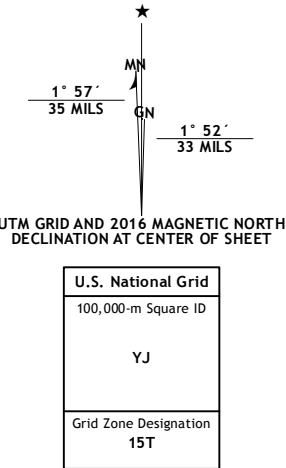 MN
1° 57´
35 MILS
GN
1° 52´
33 MILS
UTM GRID AND 2016 MAGNETIC NORTH
DECLINATION AT CENTER OF SHEET
U.S. National Grid
100,000-m Square ID
YJ
Grid Zone Designation
15T